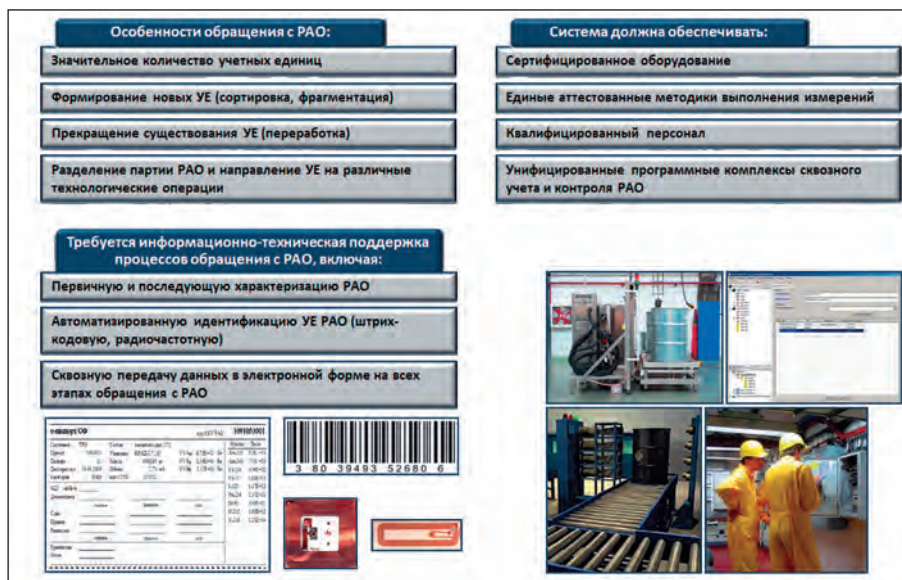 Особенности обращения с РАО:
Значительное количество учетных единиц
Формирование новых УЕ (сортировка, фрагментация)
Прекращение существования УЕ (переработка)
Разделение партии РАО и направление УЕ на различные
технологические операции
Система должна обеспечивать:
Сертифицированное оборудование
Единые аттестованные методики выполнения измерений
Квалифицированный персонал
Унифицированные программные комплексы сквозного
учета и контроля РАО
Требуется информационно-техническая поддержка
процессов обращения с РАО, включая:
Первичную и последующую характеризацию РАО
Автоматизированную идентификацию УЕ РАО (штрих-
кодовую, радиочастотную)
Сквозную передачу данных в электронной форме на всех
этапах обращения с РАО
3 80 39493 52680 6